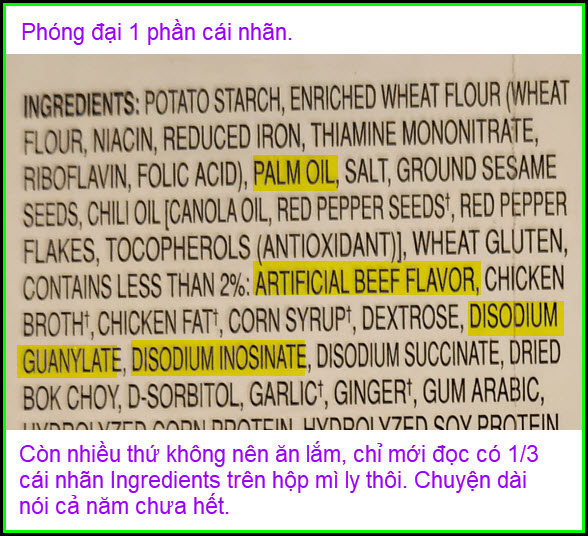 Phóng đại 1 phần cái nhãn.
INGREDIENTS: POTATO STARCH, ENRICHED WHEAT FLOUR (WHEAT
FLOUR, NIACIN, REDUCED IRON, THIAMINE MONONITRATE,
RIBOFLAVIN, FOLIC ACID), PALM OIL, SALT, GROUND SESAME
SEEDS, CHILI OIL [CANOLA OIL, RED PEPPER SEEDS†, RED PEPPER
FLAKES, TOCOPHEROLS (ANTIOXIDANT)], WHEAT GLUTEN,
CONTAINS LESS THAN 2%: ARTIFICIAL BEEF FLAVOR, CHICKEN
BROTH†, CHICKEN FAT†, CORN SYRUP†, DEXTROSE, DISODIUM
GUANYLATE, DISODIUM INOSINATE, DISODIUM SUCCINATE, DRIED
BOK CHOY, D-SORBITOL, GARLIC†, GINGER†, GUM ARABIC,
HYDROLYZED CORN PROTEIN, HYDROLYZED SOY PROTEIN
Còn nhiều thứ không nên ăn lắm, chỉ mới đọc có 1/3
cái nhãn Ingredients trên hộp mì ly thôi. Chuyện dài
nói cả năm chưa hết.